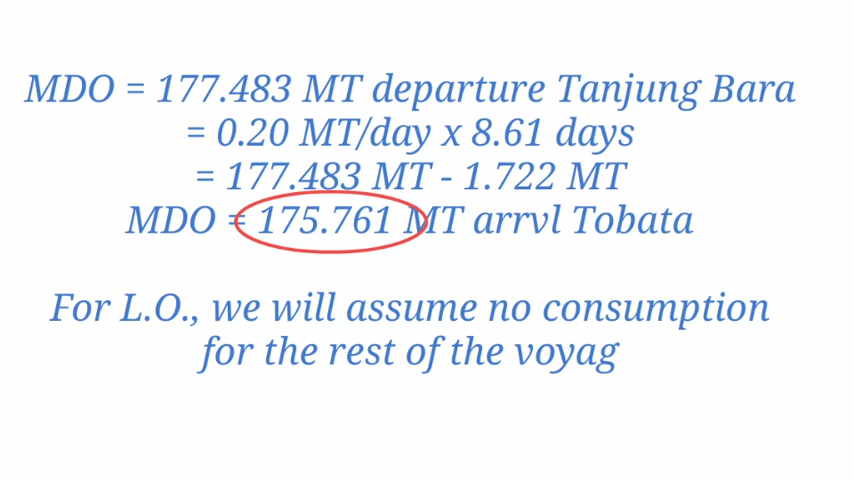 MDO = 177.483 MT departure Tanjung Bara
= 0.20 MT/day x 8.61 days
= 177.483 MT - 1.722 MT
MDO = 175.761 MT arrvl Tobata
For L.O., we will assume no consumption
for the rest of the voyag